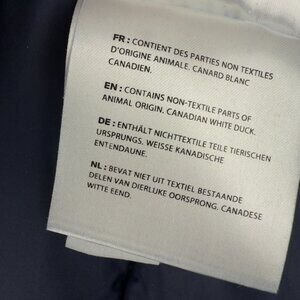 FR : CONTIENT DES PARTIES NON TEXTILES
D'ORIGINE ANIMALE. CANARD BLANC
CANADIEN.
EN : CONTAINS NON-TEXTILE PARTS OF
ANIMAL ORIGIN. CANADIAN WHITE DUCK.
DE : ENTHÄLT NICHTTEXTILE TEILE TIERISCHEN
URSPRUNGS. WEISSE KANADISCHE
ENTENDAUNE.
NL : BEVAT NIET UIT TEXTIEL BESTAANDE
DELEN VAN DIERLIJKE OORSPRONG. CANADESE
WITTE EEND.